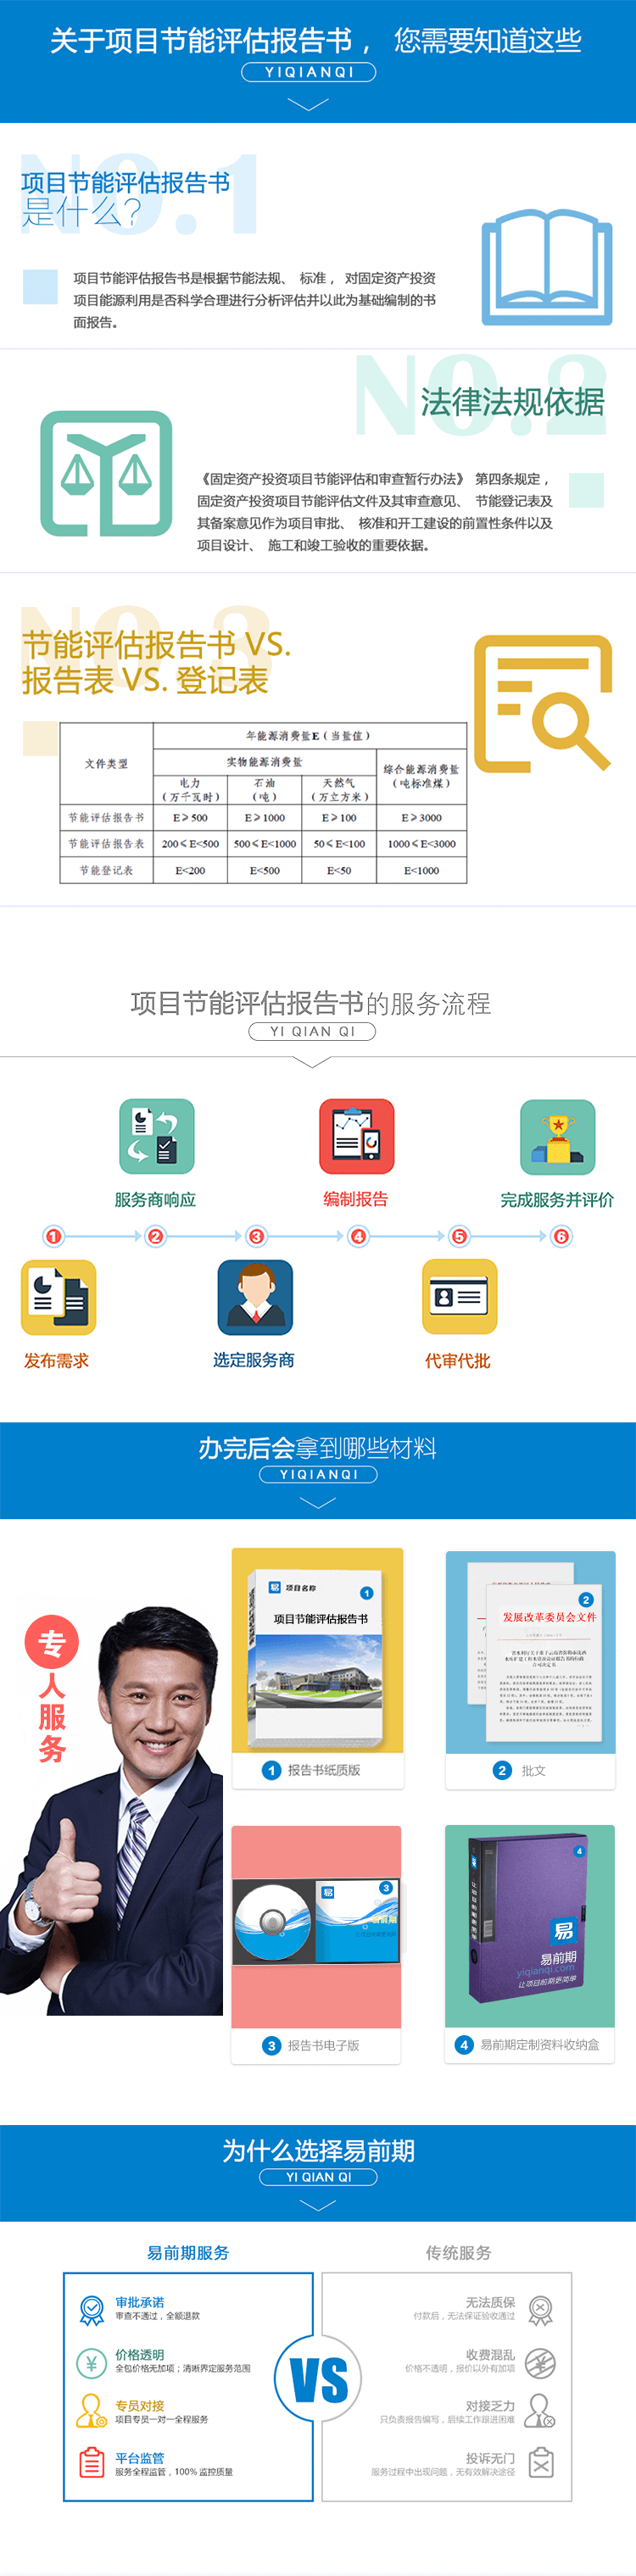 关于项目节能评估报告书，您需要知道这些
YIQIANQI
NO.1
项目节能评估报告书
是什么?
项目节能评估报告书是根据节能法规、标准，对固定资产投资
项目能源利用是否科学合理进行分析评估并以此为基础编制的书
面报告。
NO.2
法律法规依据
《固定资产投资项目节能评估和审查暂行办法》第四条规定，
固定资产投资项目节能评估文件及其审查意见、节能登记表及
其备案意见作为项目审批、核准和开工建设的前置性条件以及
项目设计、施工和竣工验收的重要依据。
NO.3
节能评估报告书 VS.
报告表 VS. 登记表
文件类型
年能源消费量E（当量值）
实物能源消费量
综合能源消费量
（吨标准煤）
电力
（万千瓦时）
石油
（吨）
天然气
（万立方米）
节能评估报告书 E≥500 E≥1000 E≥100 E≥3000
节能评估报告表 200≤E<500 500≤E<1000 50≤E<100 1000≤E<3000
节能登记表 E<200 E<500 E<50 E<1000
项目节能评估报告书的服务流程
YI QIAN QI
服务商响应
编制报告
完成服务并评价
1 2 3 4 5 6
发布需求
选定服务商
代审代批
办完后会拿到哪些材料
YIQIANQI
专
人
服
务
易 项目名称 1
项目节能评估报告书
1 报告书纸质版
2
发展改革委员会文件
2 批文
易 3
易前期
3 报告书电子版
4
易
让项目前期更简单
易
易前期
yiqianqi.com
让项目前期更简单
4 易前期定制资料收纳盒
为什么选择易前期
YI QIAN QI
易前期服务
审批承诺
审查不通过，全额退款
价格透明
全包价格无加项；清晰界定服务范围
专员对接
项目专员一对一全程服务
平台监管
服务全程监管，100% 监控质量
VS
传统服务
无法质保
付款后，无法保证验收通过
收费混乱
价格不透明，报价以外有加项
对接乏力
只负责报告编写，后续工作跟进困难
投诉无门
服务过程中出现问题，无有效解决途径